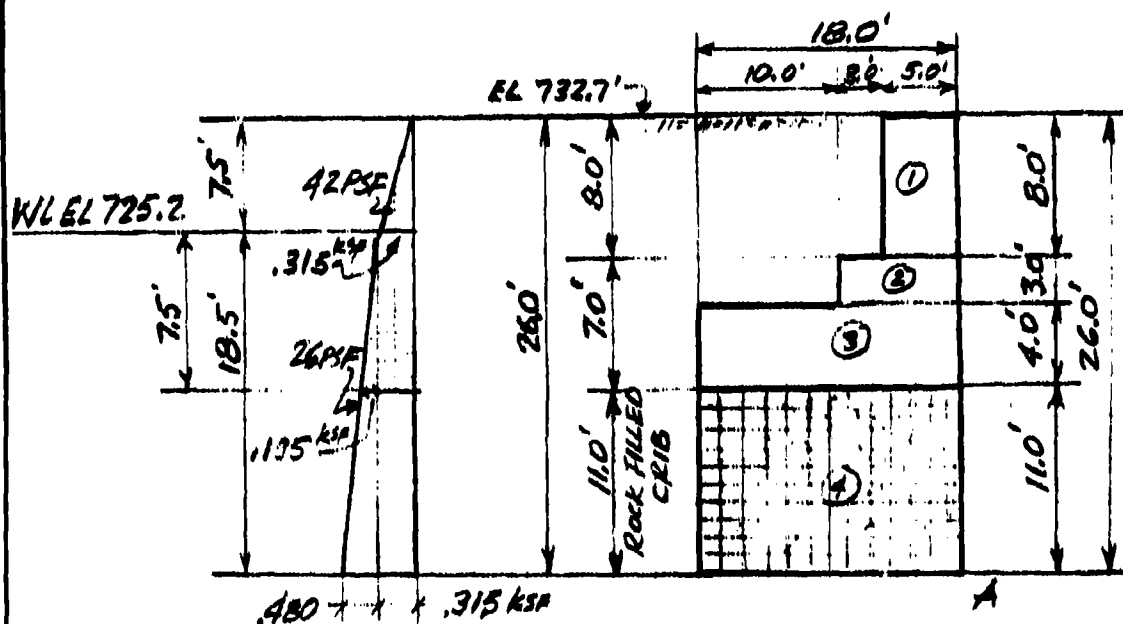 18.0'
10.0' 3.0' 5.0'
EL 732.7'
7.5'
42 PSF
8.0'
①
8.0'
WL EL 725.2
.315 ksf
7.5'
18.5'
26.0'
7.0'
②
3.0'
26 PSF
③
4.0'
26.0'
.195 ksf
11.0'
ROCK FILLED
CRIB
④
11.0'
.480 .315 ksf
A